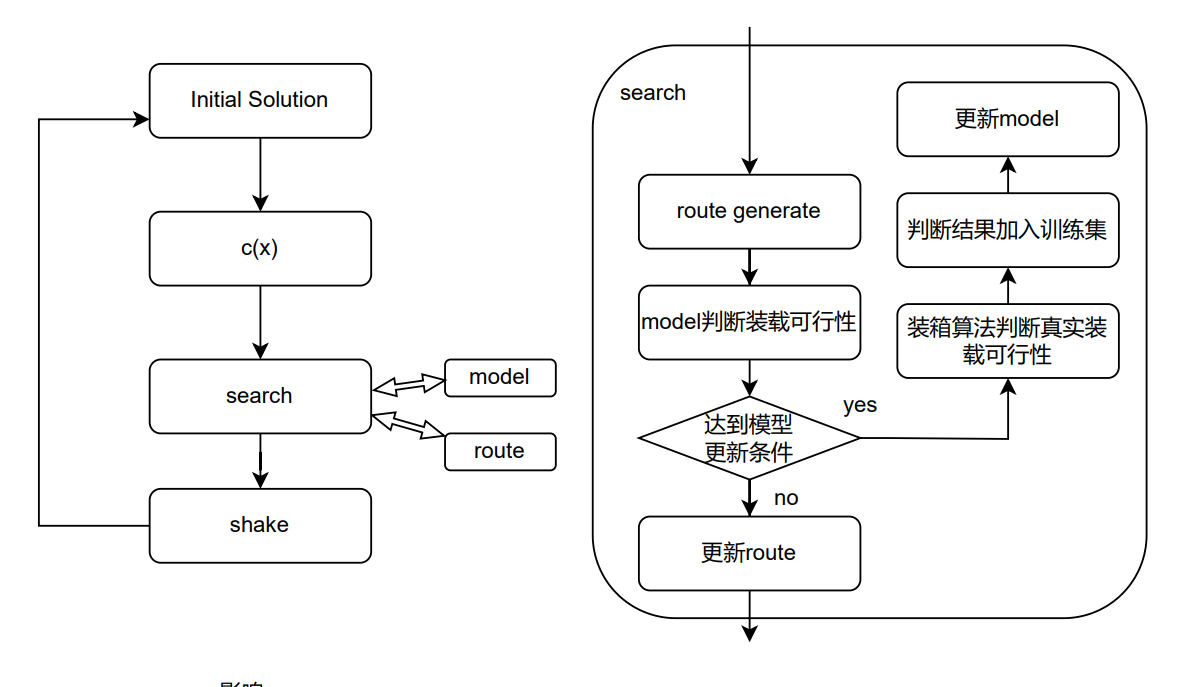 Initial Solution
c(x)
search
model
route
shake
search
route generate
model判断装载可行性
达到模型
更新条件
yes
no
更新route
更新model
判断结果加入训练集
装箱算法判断真实装
载可行性
影响